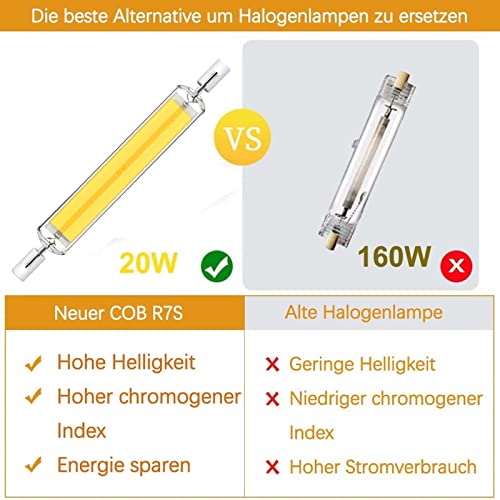 Die beste Alternative um Halogenlampen zu ersetzen
VS
20W
160W
Neuer COB R7S
Alte Halogenlampe
Hohe Helligkeit
Hoher chromogener
Index
Energie sparen
Geringe Helligkeit
Niedriger chromogener
Index
Hoher Stromverbrauch